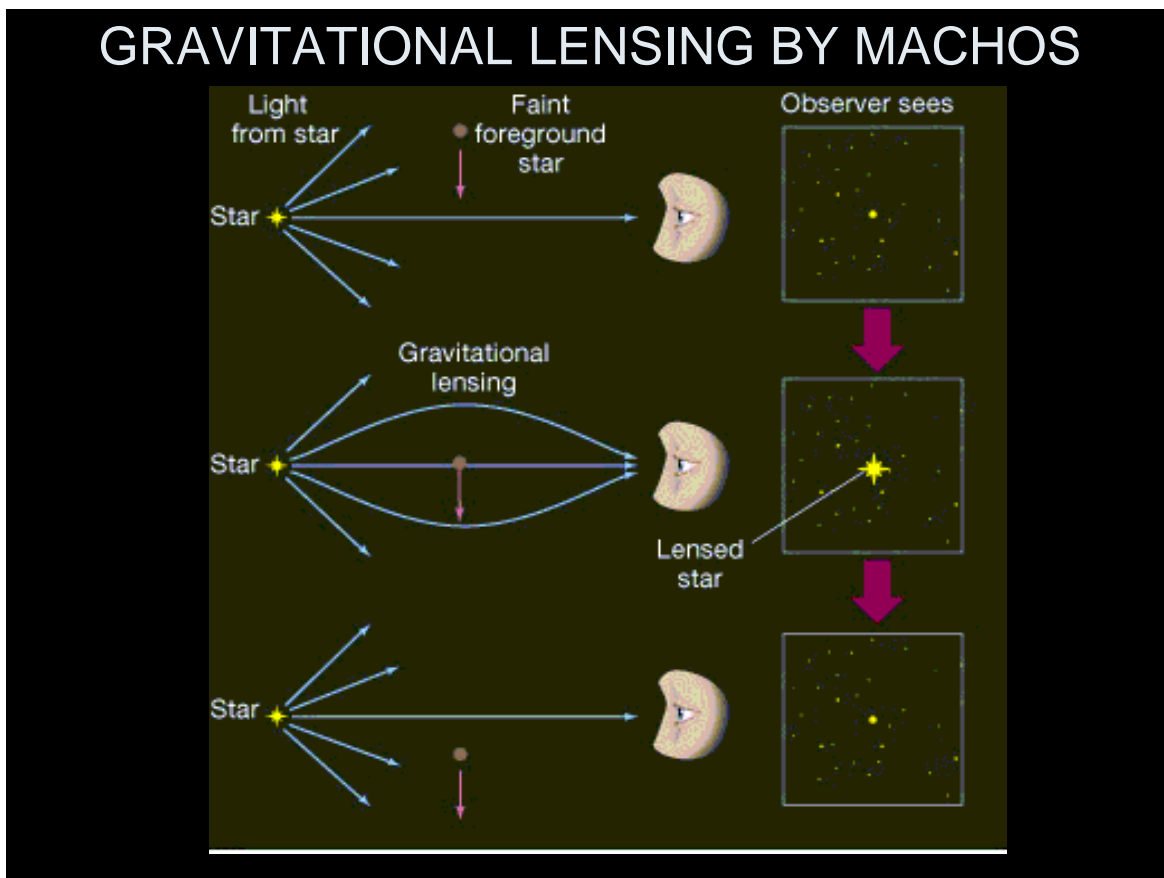 GRAVITATIONAL LENSING BY MACHOS
Light
from star
Faint
foreground
star
Observer sees
Star
Gravitational
lensing
Star
Lensed
star
Star